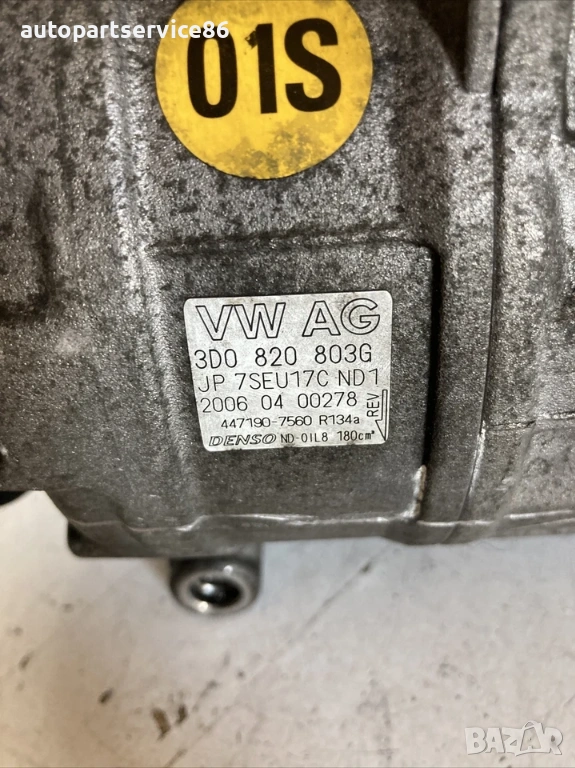 autopartservice86
01S
VW AG
3D0 820 803G
JP 7SEU17C ND1
2006 04 00278
REV
447190-7560 R134a
DENSO ND-OIL8 180cm³
BAZAR